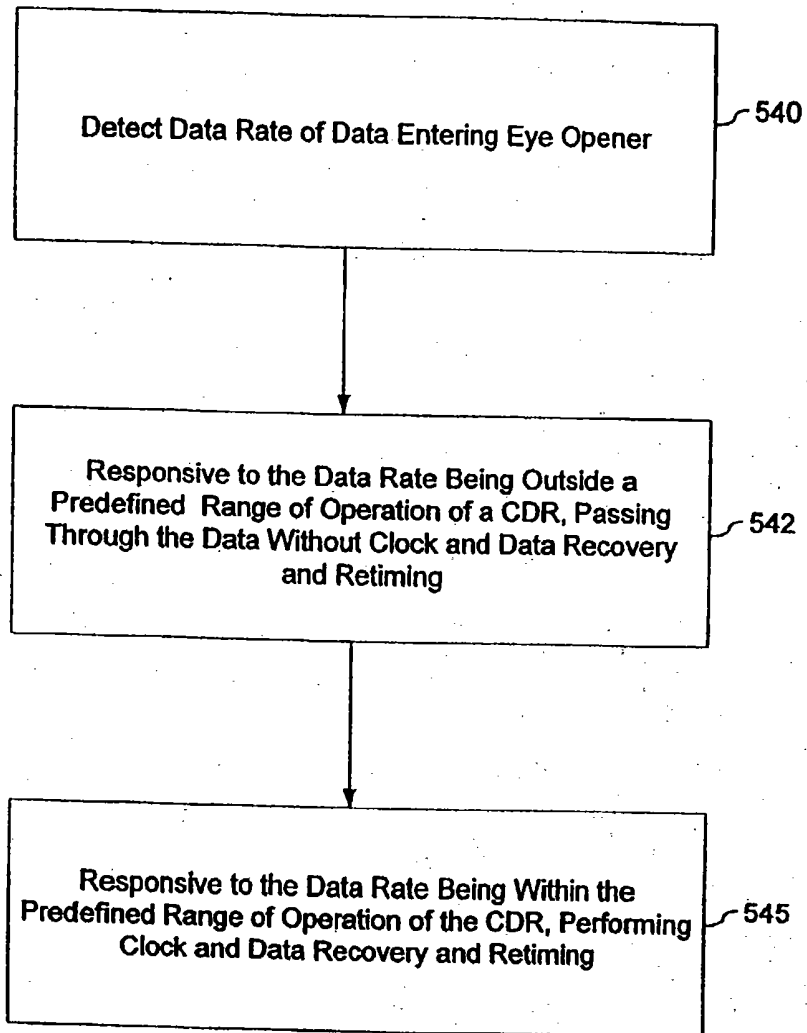 Detect Data Rate of Data Entering Eye Opener
540
Responsive to the Data Rate Being Outside a
Predefined Range of Operation of a CDR, Passing
Through the Data Without Clock and Data Recovery
and Retiming
542
Responsive to the Data Rate Being Within the
Predefined Range of Operation of the CDR, Performing
Clock and Data Recovery and Retiming
545